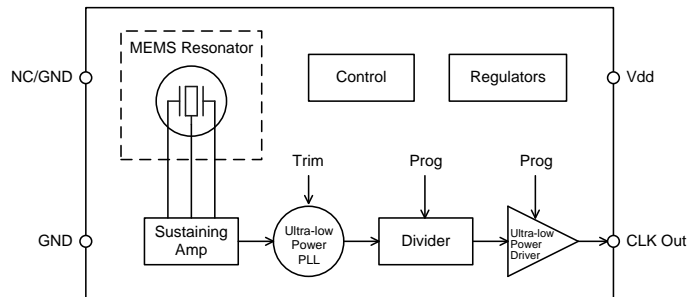 MEMS Resonator
NC/GND
Control
Regulators
Vdd
Trim
Prog
Prog
GND
Sustaining
Amp
Ultra-low
Power
PLL
Divider
Ultra-low
Power
Driver
CLK Out